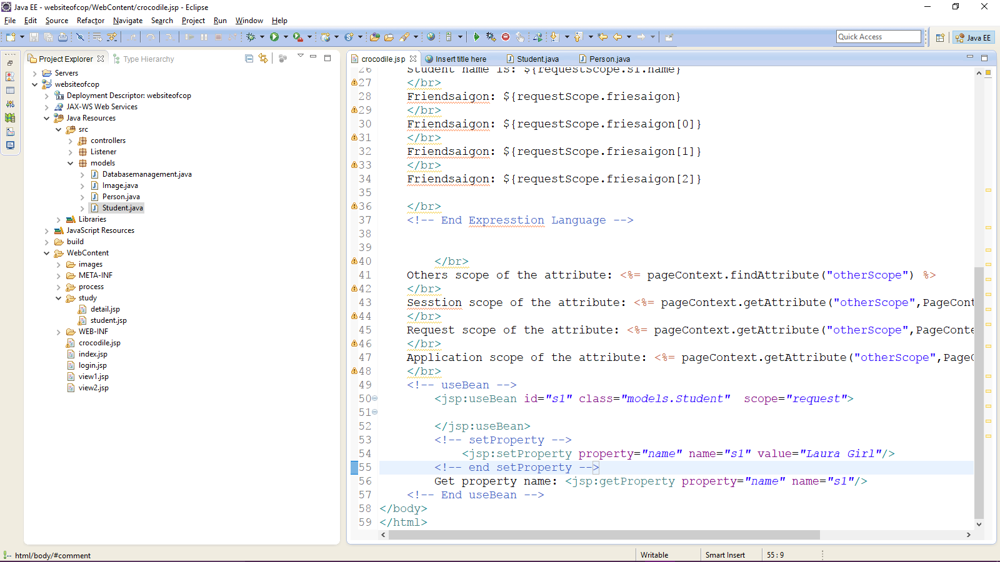 Java EE - websiteofcop/WebContent/crocodile.jsp - Eclipse
File Edit Source Refactor Navigate Search Project Run Window Help
Quick Access
Java EE
Project Explorer
Type Hierarchy
Servers
websiteofcop
Deployment Descriptor: websiteofcop
JAX-WS Web Services
Java Resources
src
controllers
Listener
models
Databasemanagement.java
Image.java
Person.java
Student.java
Libraries
JavaScript Resources
build
WebContent
images
META-INF
process
study
detail.jsp
student.jsp
WEB-INF
crocodile.jsp
index.jsp
login.jsp
view1.jsp
view2.jsp
crocodile.jsp Insert title here Student.java Person.java
26 Student name is: ${requestScope.s1.name}
27 </br>
28 Friendsaigon: ${requestScope.friesaigon}
29 </br>
30 Friendsaigon: ${requestScope.friesaigon[0]}
31 </br>
32 Friendsaigon: ${requestScope.friesaigon[1]}
33 </br>
34 Friendsaigon: ${requestScope.friesaigon[2]}
35
36 </br>
37 <!-- End Expresstion Language -->
38
39
40 </br>
41 Others scope of the attribute: <%= pageContext.findAttribute("otherScope") %>
42 </br>
43 Sesstion scope of the attribute: <%= pageContext.getAttribute("otherScope",PageCont
44 </br>
45 Request scope of the attribute: <%= pageContext.getAttribute("otherScope",PageConte
46 </br>
47 Application scope of the attribute: <%= pageContext.getAttribute("otherScope",PageC
48 </br>
49 <!-- useBean -->
50 <jsp:useBean id="s1" class="models.Student"  scope="request">
51
52 </jsp:useBean>
53 <!-- setProperty -->
54 <jsp:setProperty property="name" name="s1" value="Laura Girl"/>
55 <!-- end setProperty -->
56 Get property name: <jsp:getProperty property="name" name="s1"/>
57 <!-- End useBean -->
58 </body>
59 </html>
html/body/#comment
Writable
Smart Insert
55 : 9